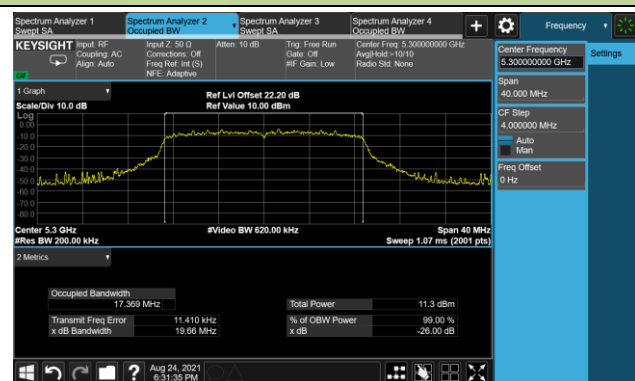 Spectrum Analyzer 1
Swept SA
Spectrum Analyzer 2
Occupied BW
Spectrum Analyzer 3
Swept SA
Spectrum Analyzer 4
Occupied BW
+
Frequency
KEYSIGHT
Input: RF
Coupling: AC
Align: Auto
Input Z: 50 Ω
Corrections: Off
Freq Ref: Int (S)
NFE: Adaptive
Atten: 10 dB
Trig: Free Run
Gate: Off
#IF Gain: Low
Center Freq: 5.300000000 GHz
Avg|Hold:>10/10
Radio Std: None
Center Frequency
5.300000000 GHz
Settings
Span
40.000 MHz
CF Step
4.000000 MHz
Auto
Man
Freq Offset
0 Hz
1 Graph
Scale/Div 10.0 dB
Ref Lvl Offset 22.20 dB
Ref Value 10.00 dBm
Log
0.00
-10.0
-20.0
-30.0
-40.0
-50.0
-60.0
-70.0
-80.0
Center 5.3 GHz
#Video BW 620.00 kHz
Span 40 MHz
#Res BW 200.00 kHz
Sweep 1.07 ms (2001 pts)
2 Metrics
Occupied Bandwidth
17.369 MHz
Total Power 11.3 dBm
Transmit Freq Error 11.410 kHz
% of OBW Power 99.00 %
x dB Bandwidth 19.66 MHz
x dB -26.00 dB
?
Aug 24, 2021
6:31:35 PM